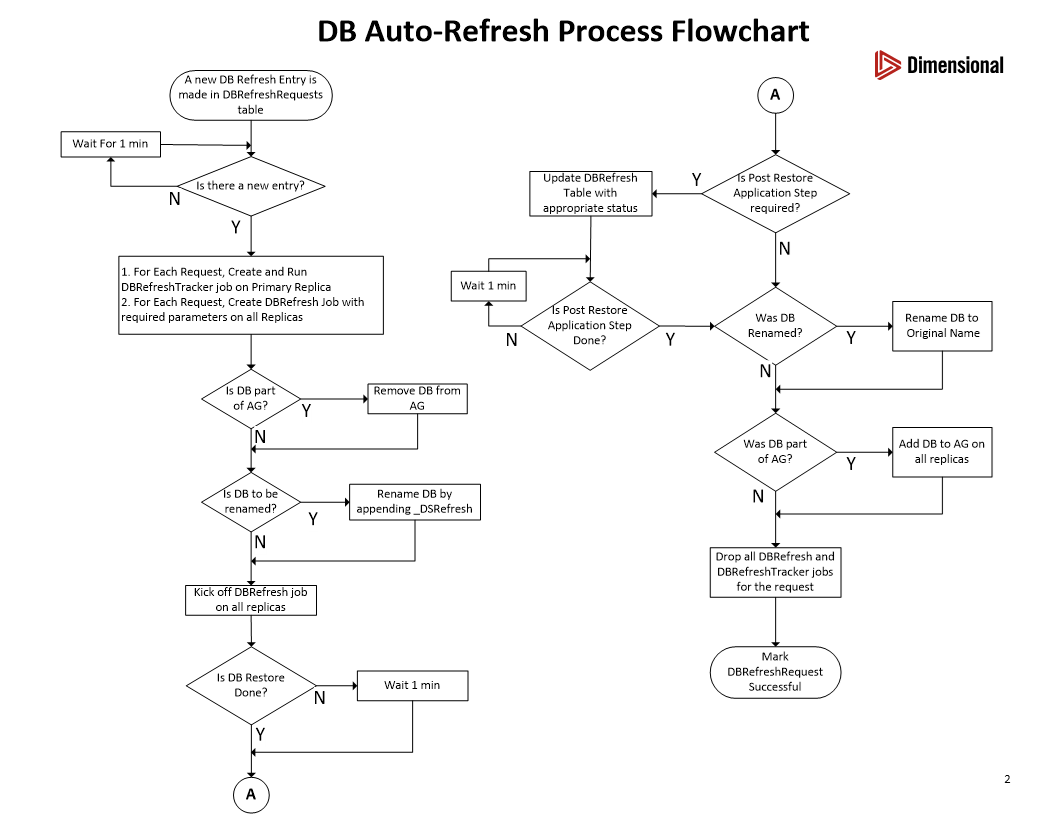 DB Auto-Refresh Process Flowchart
Dimensional
A new DB Refresh Entry is
made in DBRefreshRequests
table
Wait For 1 min
Is there a new entry?
N
Y
1. For Each Request, Create and Run
DBRefreshTracker job on Primary Replica
2. For Each Request, Create DBRefresh Job with
required parameters on all Replicas
Is DB part
of AG?
Y
Remove DB from
AG
N
Is DB to be
renamed?
Y
Rename DB by
appending _DSRefresh
N
Kick off DBRefresh job
on all replicas
Is DB Restore
Done?
N
Wait 1 min
Y
A
A
Is Post Restore
Application Step
required?
Y
Update DBRefresh
Table with
appropriate status
N
Wait 1 min
Is Post Restore
Application Step
Done?
N
Y
Was DB
Renamed?
Y
Rename DB to
Original Name
N
Was DB part
of AG?
Y
Add DB to AG on
all replicas
N
Drop all DBRefresh and
DBRefreshTracker jobs
for the request
Mark
DBRefreshRequest
Successful
2